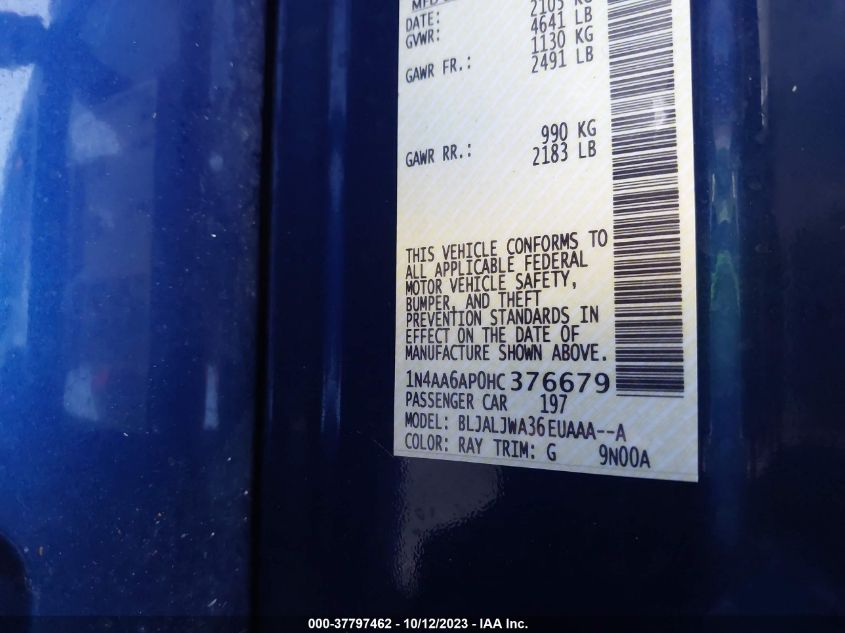 MFD
DATE:
2105 KG
GVWR: 4641 LB
1130 KG
GAWR FR.: 2491 LB
990 KG
GAWR RR.: 2183 LB
THIS VEHICLE CONFORMS TO
ALL APPLICABLE FEDERAL
MOTOR VEHICLE SAFETY,
BUMPER, AND THEFT
PREVENTION STANDARDS IN
EFFECT ON THE DATE OF
MANUFACTURE SHOWN ABOVE.
1N4AA6AP0HC376679
PASSENGER CAR 197
MODEL: BLJALJWA36EUAAA--A
COLOR: RAY TRIM: G 9N00A
000-37797462 - 10/12/2023 - IAA Inc.